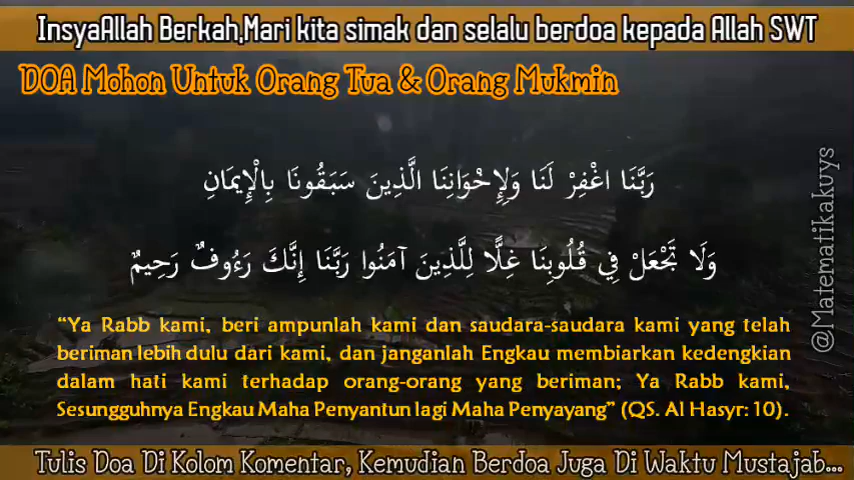 InsyaAllah Berkah,Mari kita simak dan selalu berdoa kepada Allah SWT
DOA Mohon Untuk Orang Tua & Orang Mukmin
رَبَّنَا اغْفِرْ لَنَا وَلِإِخْوَانِنَا الَّذِينَ سَبَقُونَا بِالْإِيمَانِ
وَلَا تَجْعَلْ فِي قُلُوبِنَا غِلًّا لِلَّذِينَ آمَنُوا رَبَّنَا إِنَّكَ رَءُوفٌ رَحِيمٌ
“Ya Rabb kami, beri ampunlah kami dan saudara-saudara kami yang telah
beriman lebih dulu dari kami, dan janganlah Engkau membiarkan kedengkian
dalam hati kami terhadap orang-orang yang beriman; Ya Rabb kami,
Sesungguhnya Engkau Maha Penyantun lagi Maha Penyayang” (QS. Al Hasyr: 10).
@Matematikakuys
Tulis Doa Di Kolom Komentar, Kemudian Berdoa Juga Di Waktu Mustajab...